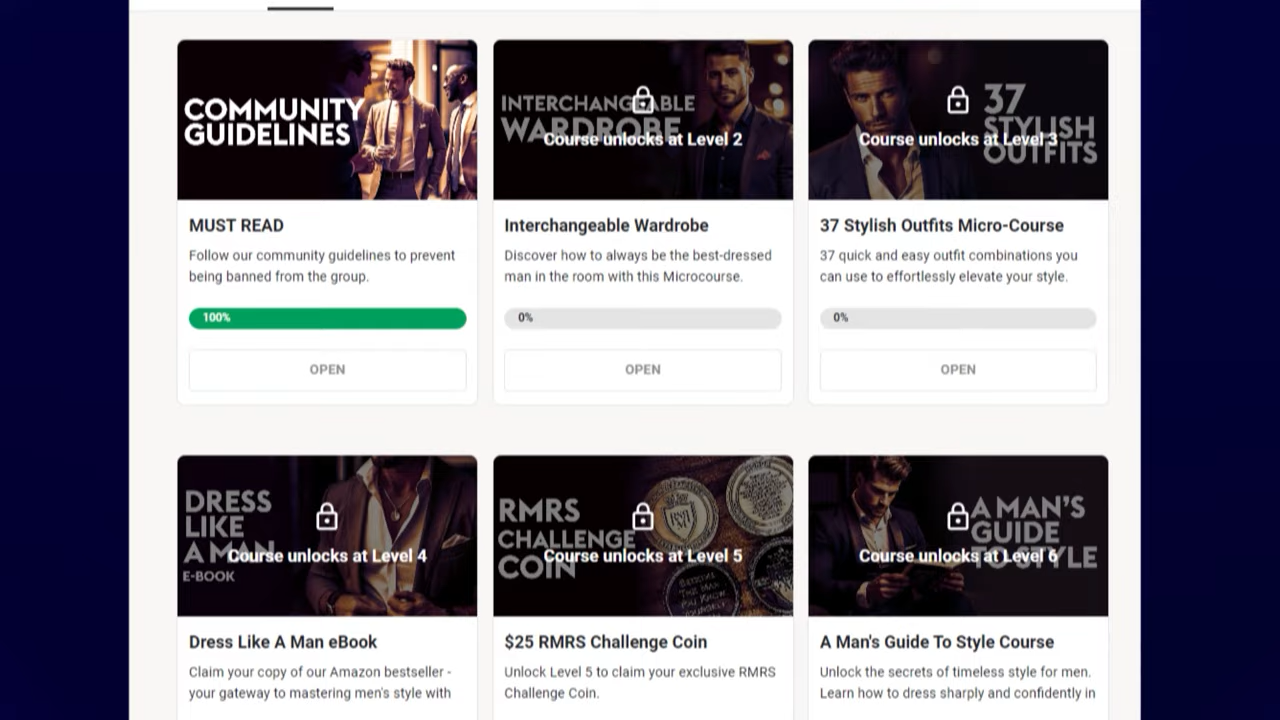 COMMUNITY
GUIDELINES
MUST READ
Follow our community guidelines to prevent
being banned from the group.
100%
OPEN
INTERCHANGEABLE
WARDROBE
Course unlocks at Level 2
Interchangeable Wardrobe
Discover how to always be the best-dressed
man in the room with this Microcourse.
0%
OPEN
37
STYLISH
OUTFITS
Course unlocks at Level 3
37 Stylish Outfits Micro-Course
37 quick and easy outfit combinations you
can use to effortlessly elevate your style.
0%
OPEN
DRESS
LIKE
A MAN
E-BOOK
Course unlocks at Level 4
Dress Like A Man eBook
Claim your copy of our Amazon bestseller -
your gateway to mastering men's style with
RMRS
CHALLENGE
COIN
Course unlocks at Level 5
$25 RMRS Challenge Coin
Unlock Level 5 to claim your exclusive RMRS
Challenge Coin.
A MAN'S
GUIDE
TO STYLE
Course unlocks at Level 6
A Man's Guide To Style Course
Unlock the secrets of timeless style for men.
Learn how to dress sharply and confidently in